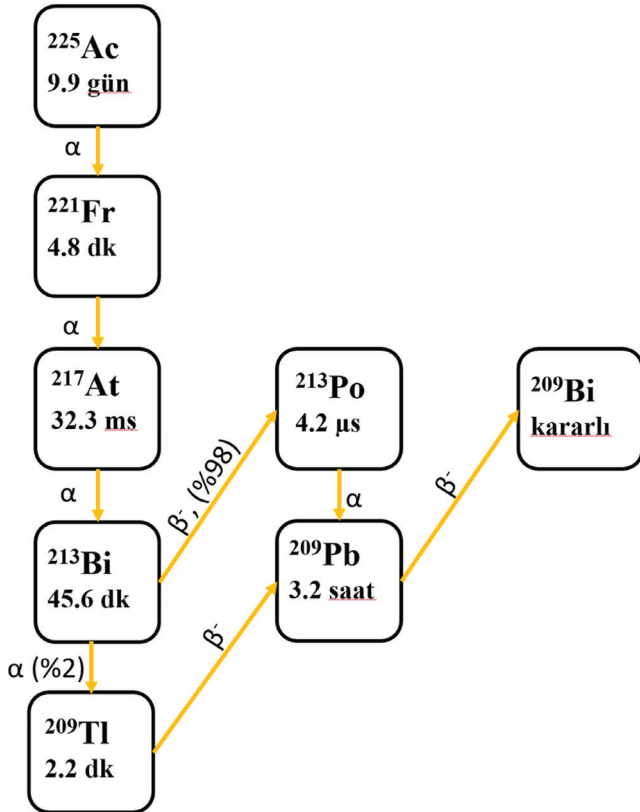 ²²⁵Ac
9.9 gün
α
²²¹Fr
4.8 dk
α
²¹⁷At
32.3 ms
α
²¹³Bi
45.6 dk
α (%2)
²⁰⁹Tl
2.2 dk
β⁻, (%98)
²¹³Po
4.2 µs
α
²⁰⁹Pb
3.2 saat
β⁻
β⁻
²⁰⁹Bi
kararlı